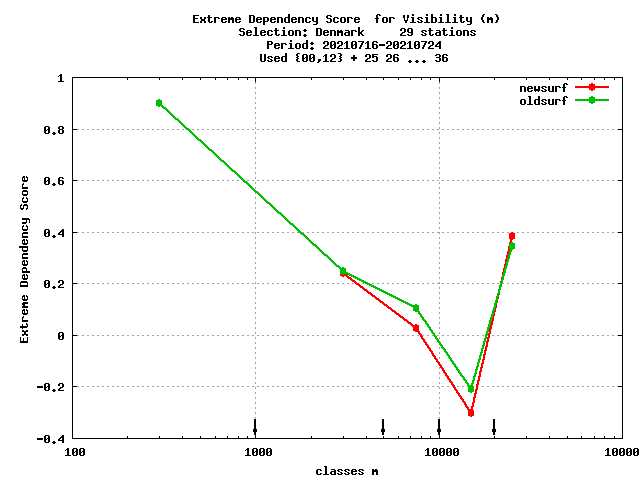 Extreme Dependency Score  for Visibility (m)
Selection: Denmark     29 stations
Period: 20210716-20210724
Used {00,12} + 25 26 ... 36
newsurf
oldsurf
Extreme Dependency Score
1
0.8
0.6
0.4
0.2
0
-0.2
-0.4
100
1000
10000
10000
classes m